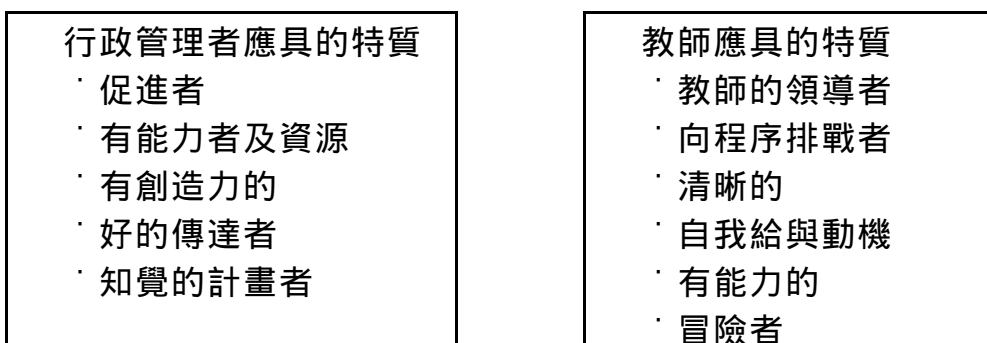 行政管理者應具的特質
˙促進者
˙有能力者及資源
˙有創造力的
˙好的傳達者
˙知覺的計畫者
教師應具的特質
˙教師的領導者
˙向程序排戰者
˙清晰的
˙自我給與動機
˙有能力的
˙冒險者